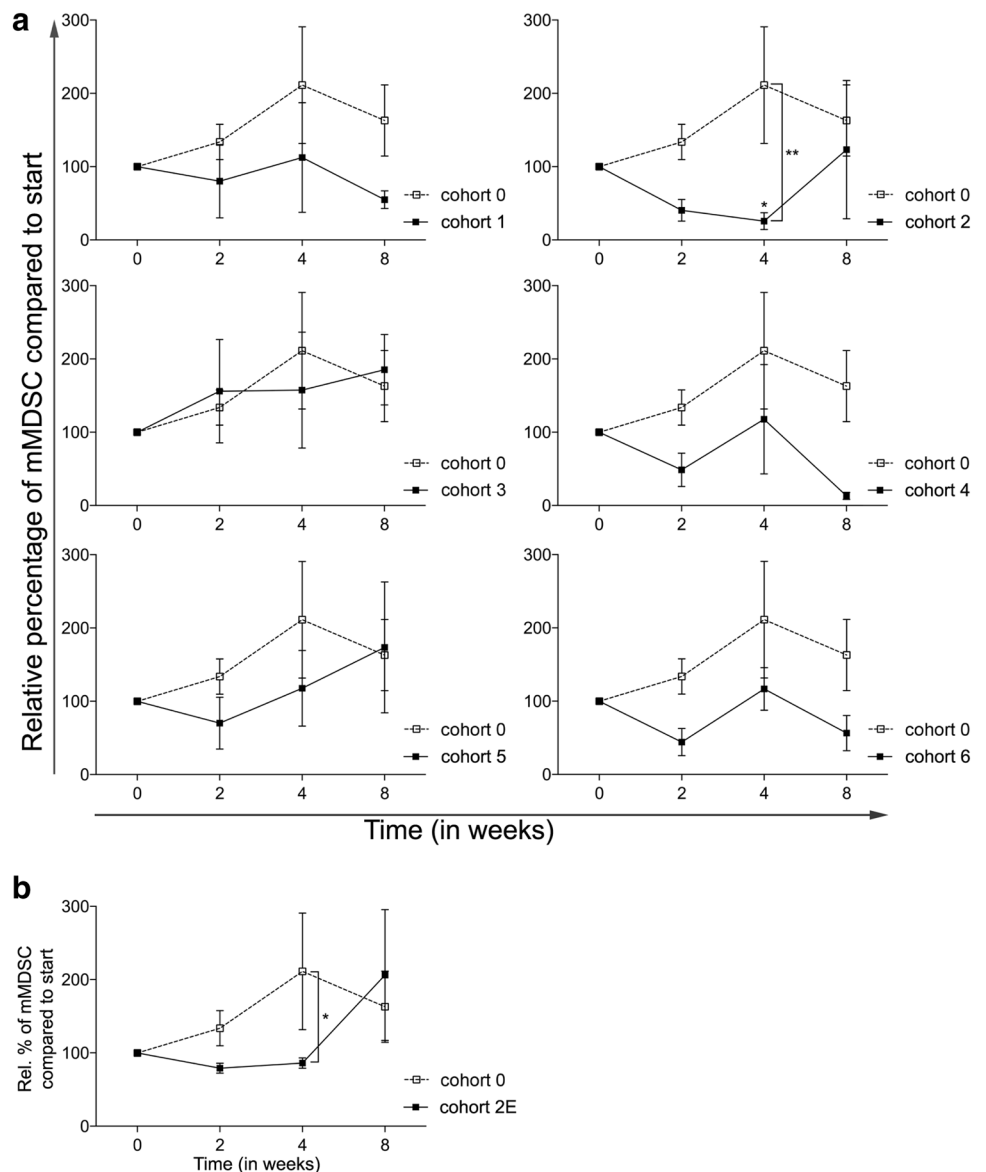 a
Relative percentage of mMDSC compared to start
300
200
100
0
0 2 4 8
cohort 0
cohort 1
300
200
100
0
0 2 4 8
**
*
cohort 0
cohort 2
300
200
100
0
0 2 4 8
cohort 0
cohort 3
300
200
100
0
0 2 4 8
cohort 0
cohort 4
300
200
100
0
0 2 4 8
cohort 0
cohort 5
300
200
100
0
0 2 4 8
cohort 0
cohort 6
Time (in weeks)
b
Rel. % of mMDSC
compared to start
300
200
100
0
0 2 4 8
*
cohort 0
cohort 2E
Time (in weeks)